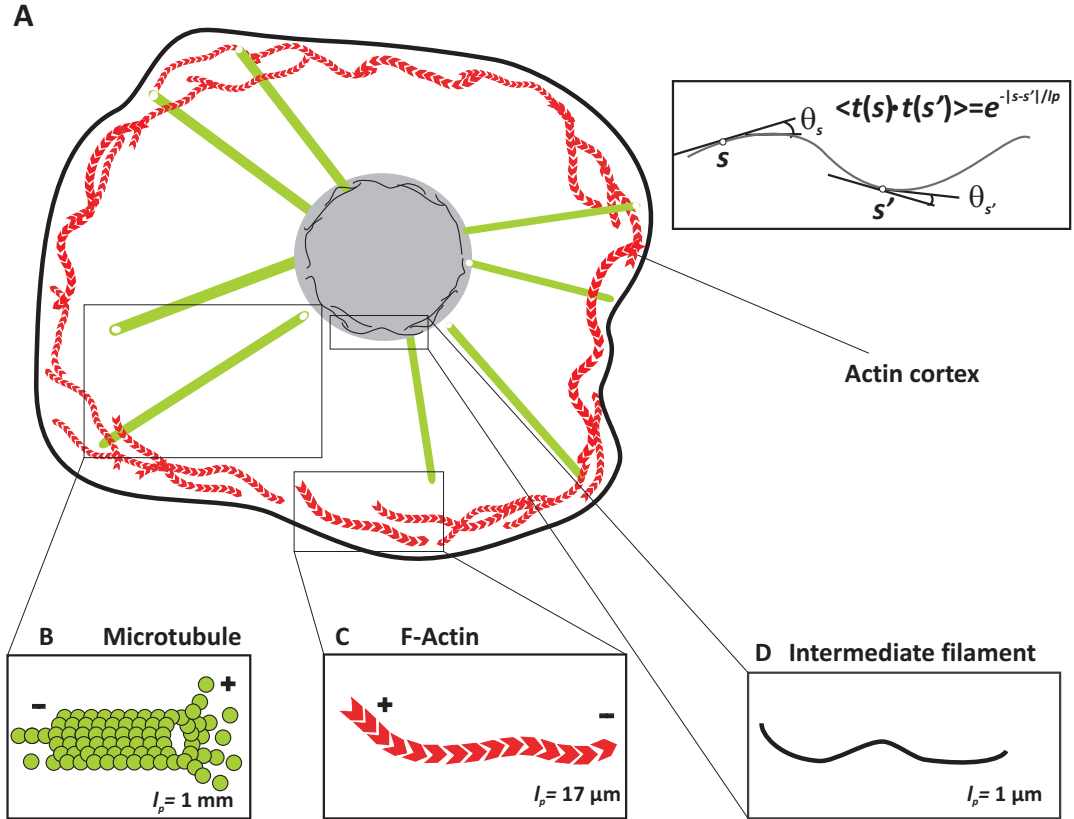 A
<t(s)·t(s')>=e^-|s-s'|/lp
θs
s
s'
θs'
Actin cortex
B Microtubule
C F-Actin
D Intermediate filament
+
-
lp= 1 mm
+
-
lp= 17 µm
lp= 1 µm